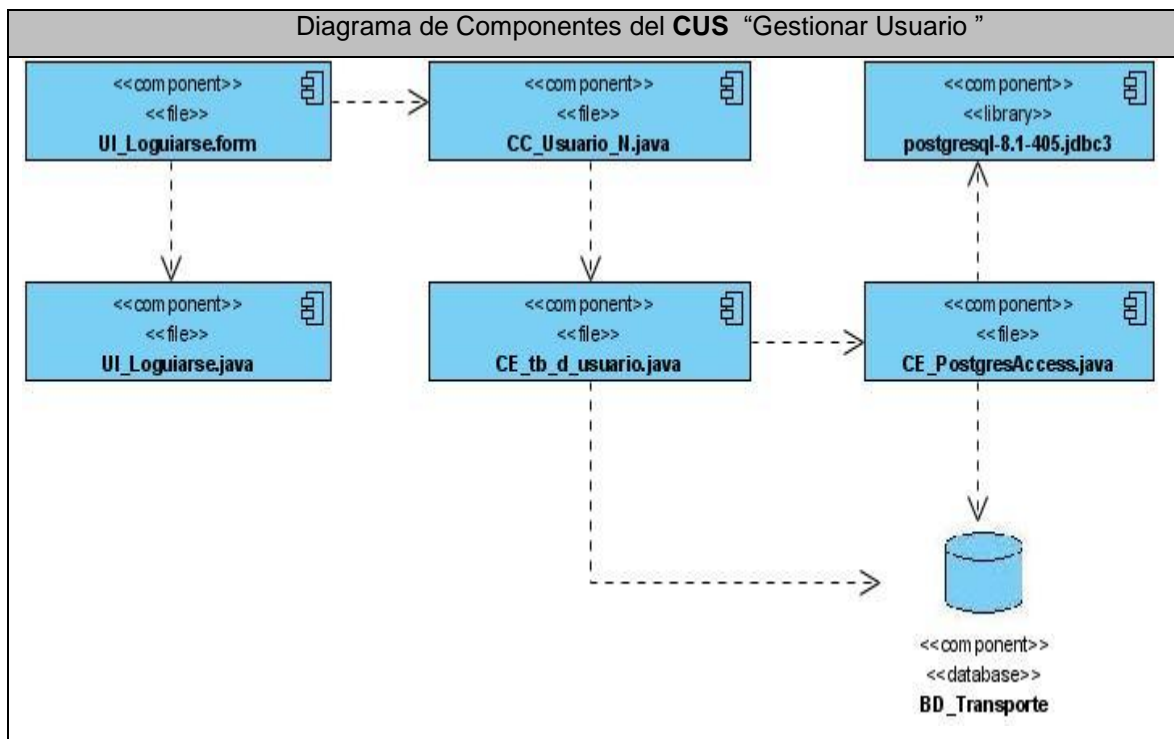 Diagrama de Componentes del CUS “Gestionar Usuario ”
<<component>>
<<file>>
UI_Loguiarse.form
<<component>>
<<file>>
CC_Usuario_N.java
<<component>>
<<library>>
postgresql-8.1-405.jdbc3
<<component>>
<<file>>
UI_Loguiarse.java
<<component>>
<<file>>
CE_tb_d_usuario.java
<<component>>
<<file>>
CE_PostgresAccess.java
<<component>>
<<database>>
BD_Transporte